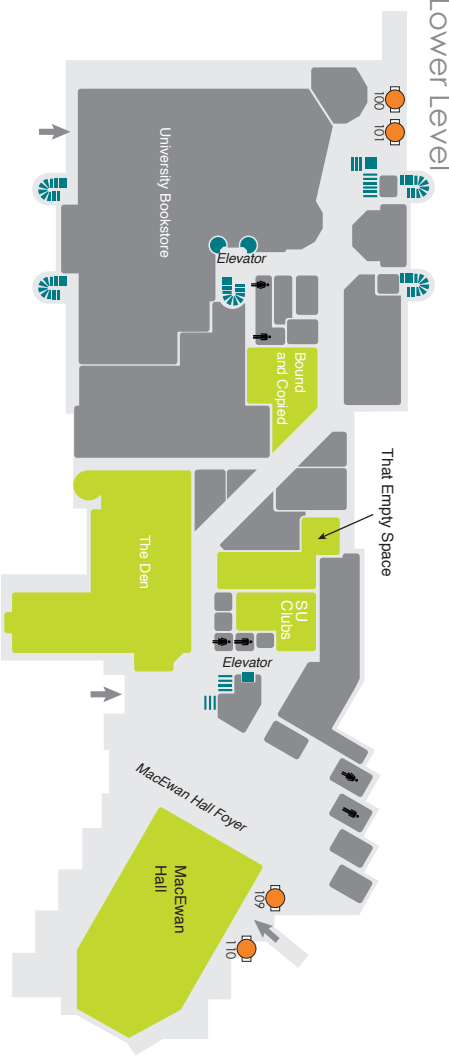 Lower Level
100
101
University Bookstore
Elevator
Bound
and Copied
That Empty Space
The Den
SU
Clubs
Elevator
MacEwan Hall Foyer
MacEwan
Hall
109
110